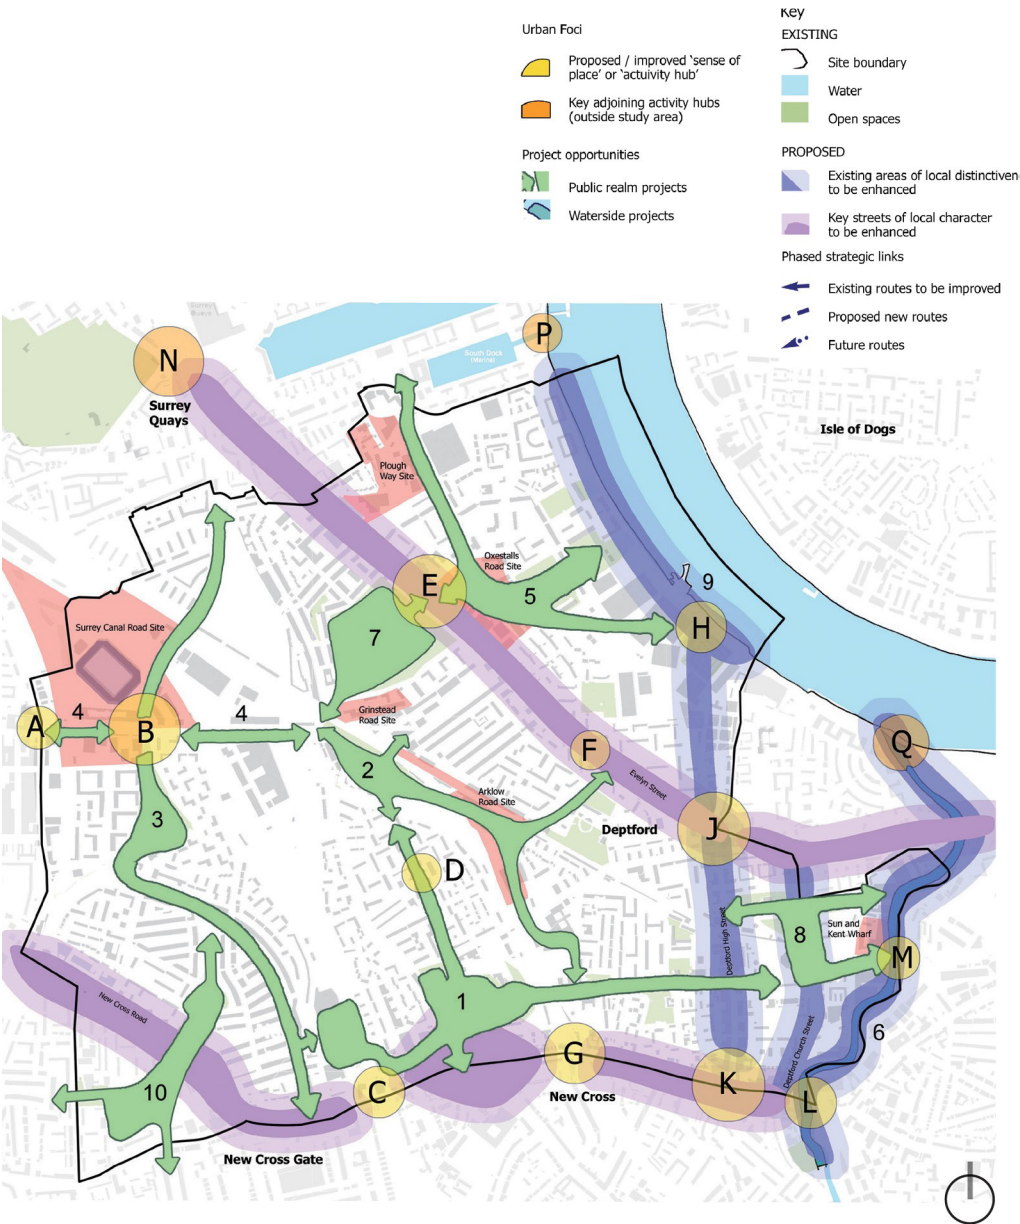 Key
Urban Foci
EXISTING
Proposed / improved ‘sense of
place’ or ‘actuivity hub’
Site boundary
Water
Key adjoining activity hubs
(outside study area)
Open spaces
Project opportunities
PROPOSED
Public realm projects
Existing areas of local distinctiven
to be enhanced
Waterside projects
Key streets of local character
to be enhanced
Phased strategic links
Existing routes to be improved
Proposed new routes
Future routes
P
N
South Dock
(Marina)
Surrey
Quays
Isle of Dogs
Plough
Way Site
Oxestalls
Road Site
E
5
9
H
Surrey Canal Road Site
7
Grinstead
Road Site
A
4
B
4
F
Q
2
Evelyn Street
Arklow
Road Site
3
Deptford
J
D
Deptford High Street
8
Sun and
Kent Wharf
M
New Cross Road
1
6
Deptford Church Street
G
10
C
New Cross
K
L
New Cross Gate